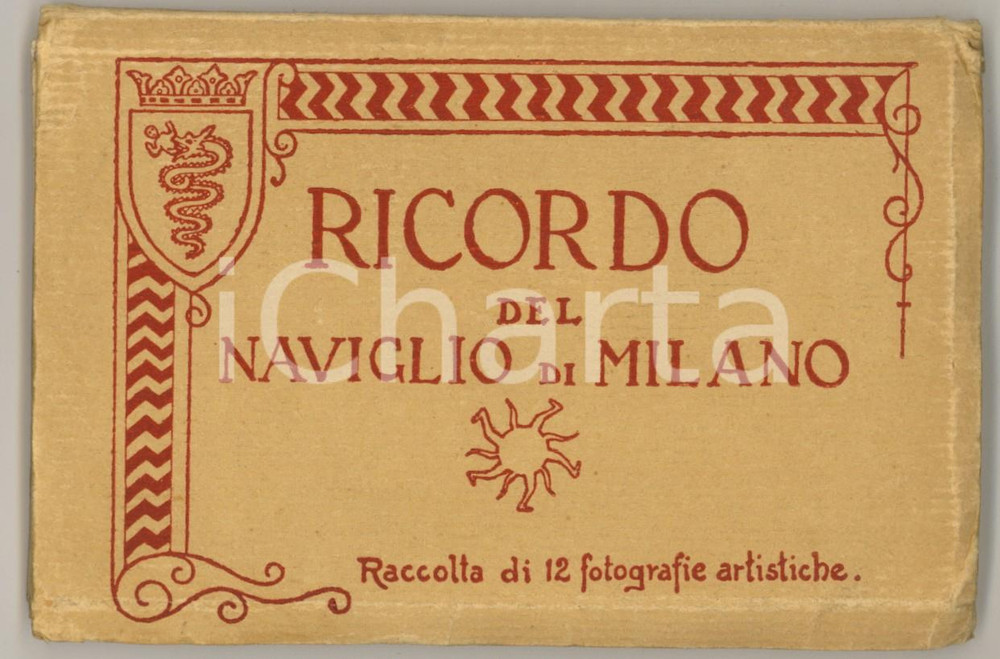 RICORDO
DEL
NAVIGLIO DI MILANO
iCharta
Raccolta di 12 fotografie artistiche.